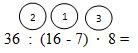 2 1 3
36 : (16 - 7) · 8 =